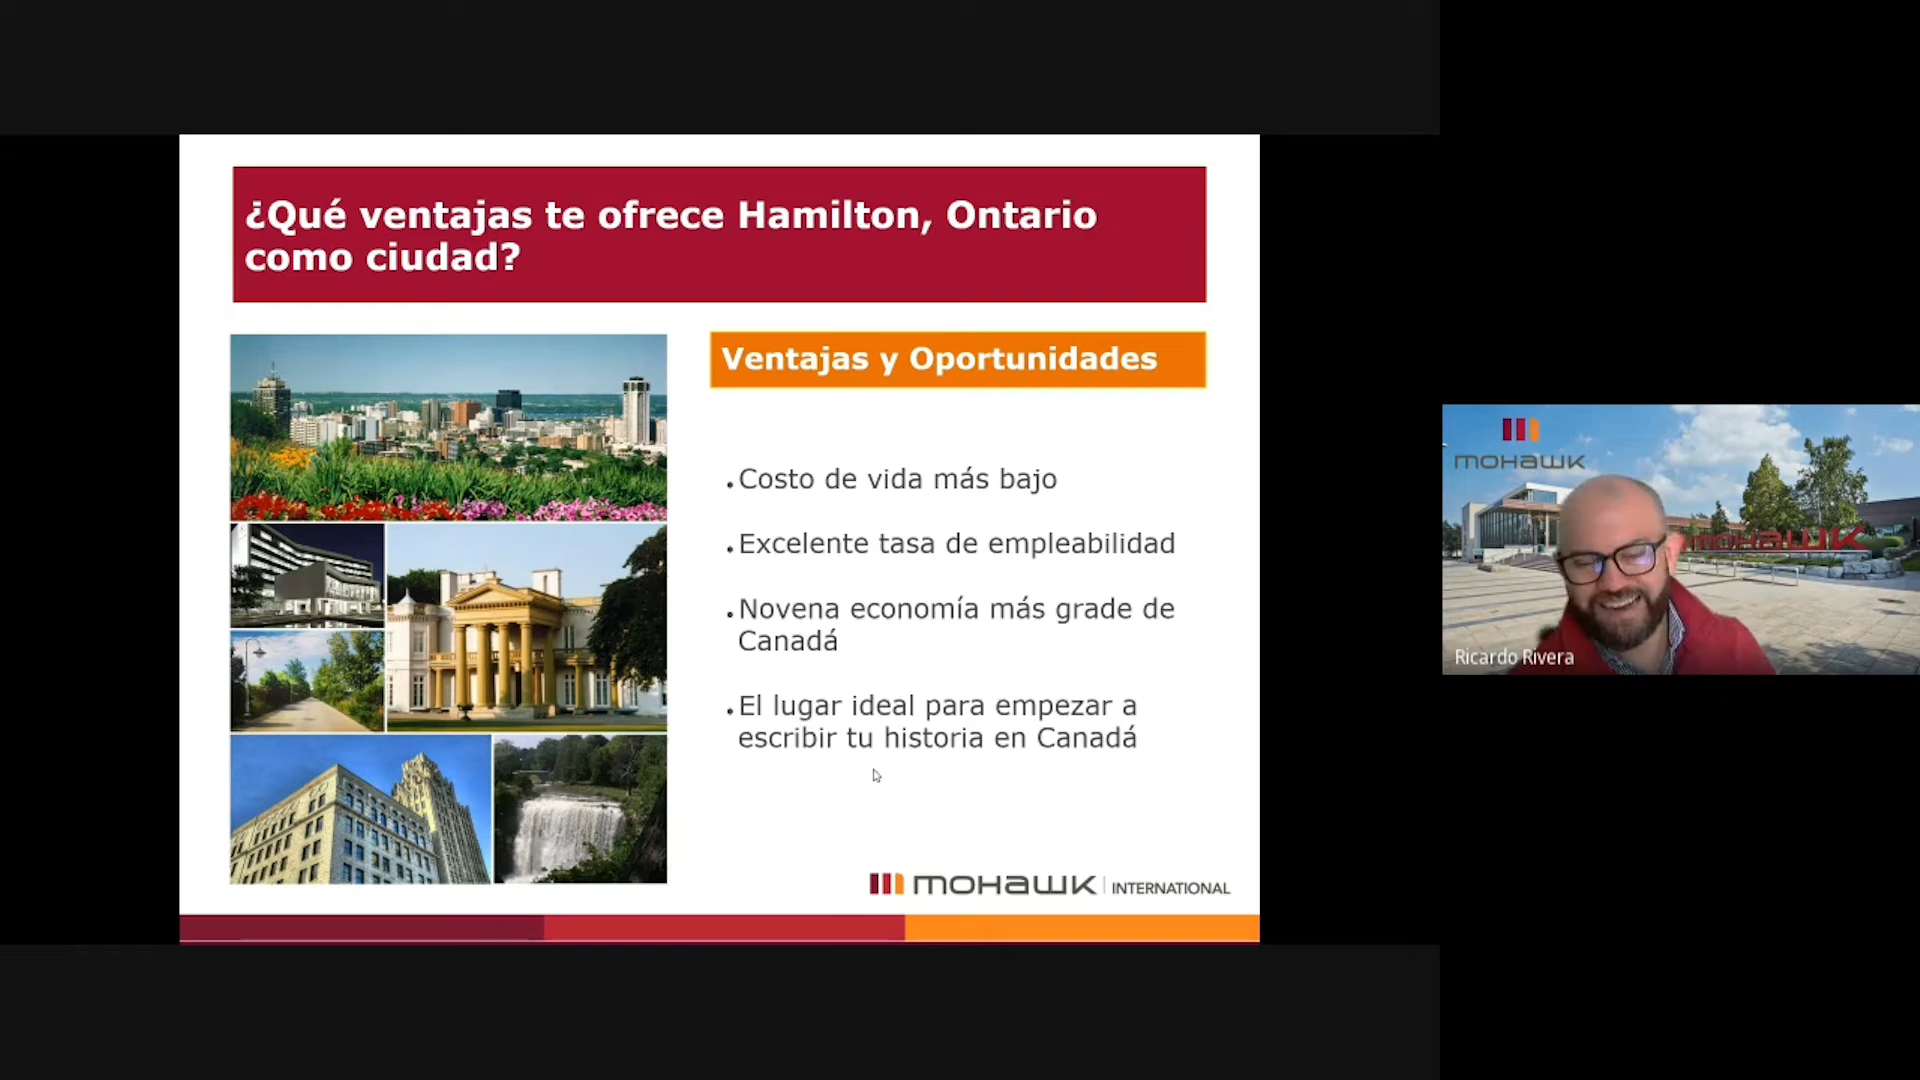 ¿Qué ventajas te ofrece Hamilton, Ontario
como ciudad?
Ventajas y Oportunidades
•Costo de vida más bajo
•Excelente tasa de empleabilidad
•Novena economía más grade de
Canadá
•El lugar ideal para empezar a
escribir tu historia en Canadá
moHawk | INTERNATIONAL
moHawk
moHawk
Ricardo Rivera